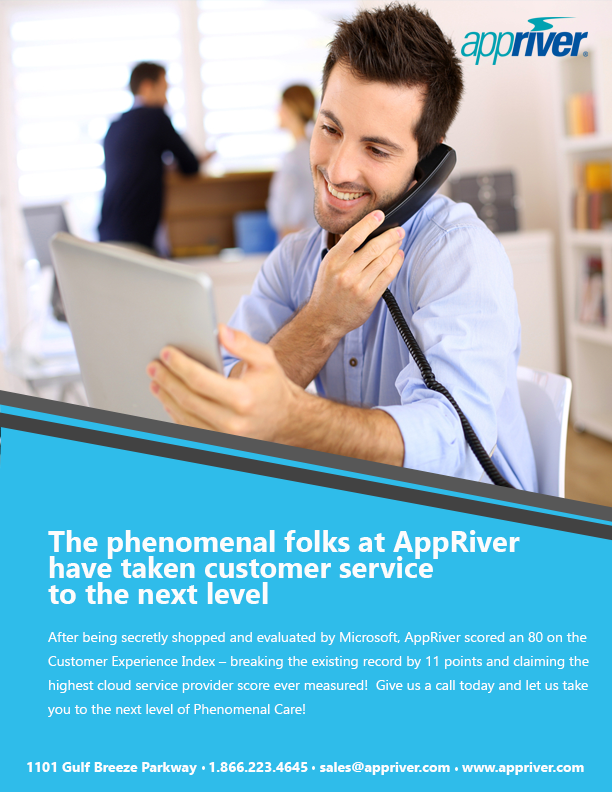 appriver®
The phenomenal folks at AppRiver
have taken customer service
to the next level
After being secretly shopped and evaluated by Microsoft, AppRiver scored an 80 on the
Customer Experience Index – breaking the existing record by 11 points and claiming the
highest cloud service provider score ever measured!  Give us a call today and let us take
you to the next level of Phenomenal Care!
1101 Gulf Breeze Parkway • 1.866.223.4645 • sales@appriver.com • www.appriver.com